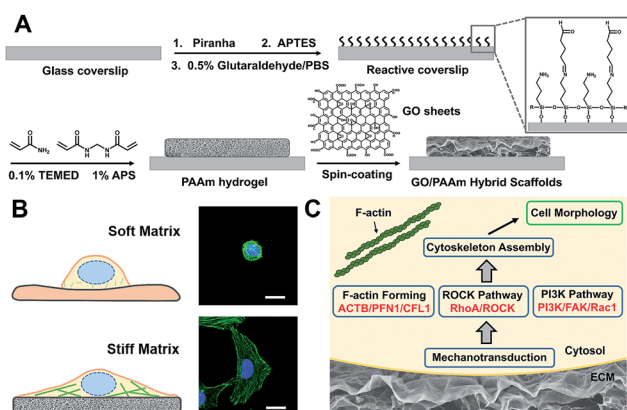 A
1. Piranha 2. APTES
3. 0.5% Glutaraldehyde/PBS
Glass coverslip
Reactive coverslip
GO sheets
0.1% TEMED 1% APS
PAAm hydrogel
Spin-coating
GO/PAAm Hybrid Scaffolds
B
Soft Matrix
Stiff Matrix
C
F-actin
Cell Morphology
Cytoskeleton Assembly
F-actin Forming
ACTB/PFN1/CFL1
ROCK Pathway
RhoA/ROCK
PI3K Pathway
PI3K/FAK/Rac1
Mechanotransduction
Cytosol
ECM